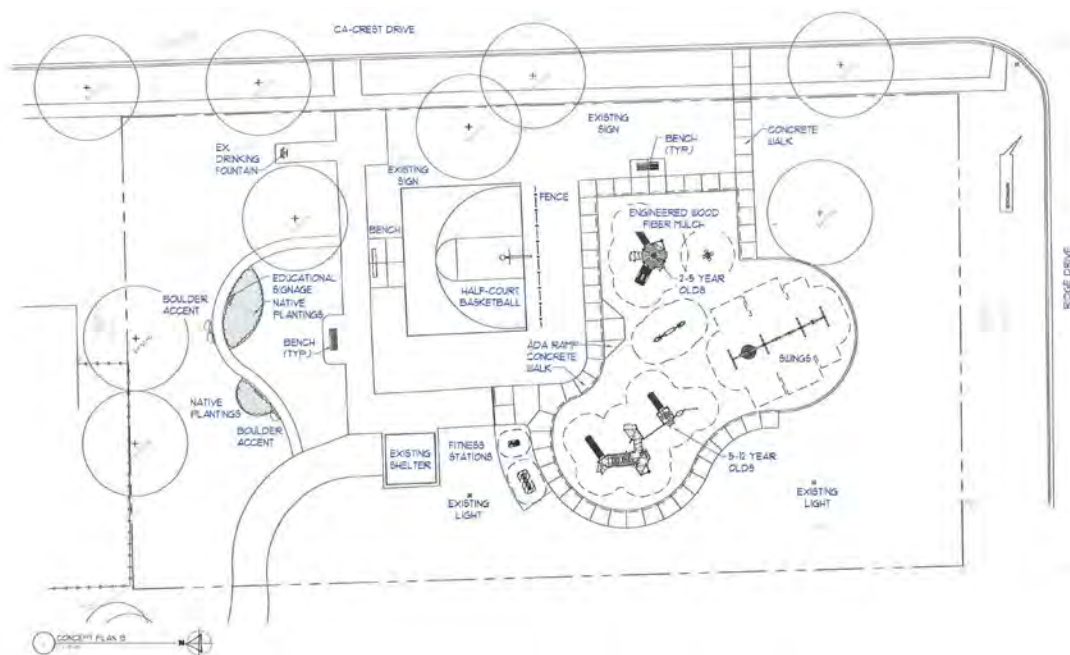 CA-CREST DRIVE
EXISTING
SIGN
BENCH
(TYP.)
CONCRETE
WALK
EX.
DRINKING
FOUNTAIN
EXISTING
SIGN
FENCE
RIDGE DRIVE
BENCH
ENGINEERED WOOD
FIBER MULCH
2-5 YEAR
OLDS
EDUCATIONAL
SIGNAGE
NATIVE
PLANTINGS
BOULDER
ACCENT
HALF-COURT
BASKETBALL
BENCH
(TYP.)
ADA RAMP
CONCRETE
WALK
SWINGS
NATIVE
PLANTINGS
BOULDER
ACCENT
EXISTING
SHELTER
FITNESS
STATIONS
5-12 YEAR
OLDS
EXISTING
LIGHT
EXISTING
LIGHT
CONCEPT PLAN B
N